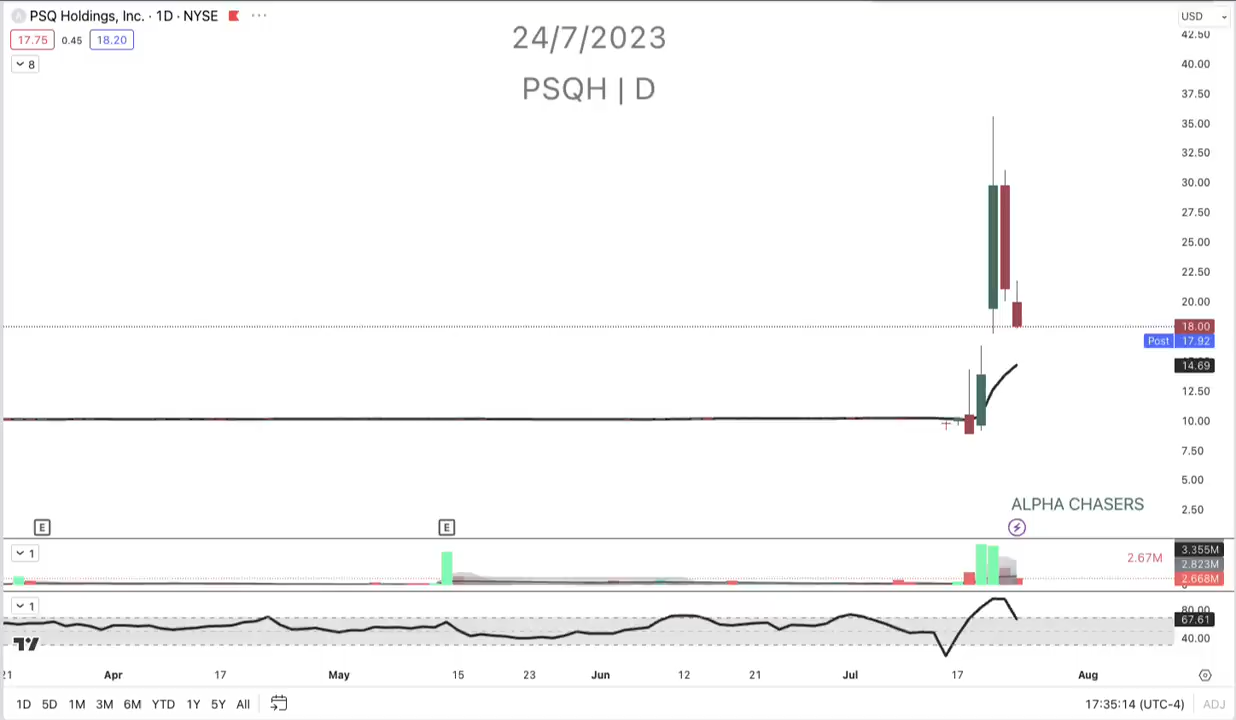 PSQ Holdings, Inc. · 1D · NYSE
USD
17.75 0.45 18.20
8
24/7/2023
PSQH | D
42.50
40.00
37.50
35.00
32.50
30.00
27.50
25.00
22.50
20.00
18.00
Post 17.92
14.69
12.50
10.00
7.50
5.00
2.50
ALPHA CHASERS
E E
1
2.67M
3.355M
2.823M
2.668M
1
80.00
67.61
40.00
21 Apr 17 May 15 23 Jun 12 21 Jul 17 Aug
1D 5D 1M 3M 6M YTD 1Y 5Y All
17:35:14 (UTC-4) ADJ